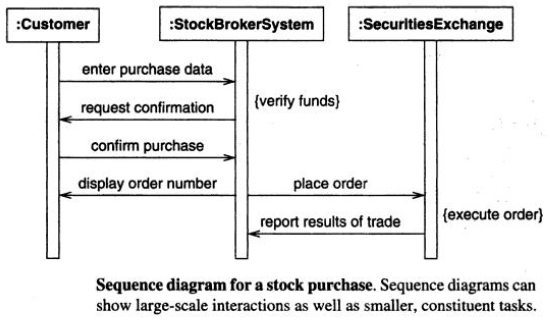 :Customer
:StockBrokerSystem
:SecuritiesExchange
enter purchase data
{verify funds}
request confirmation
confirm purchase
display order number
place order
{execute order}
report results of trade
Sequence diagram for a stock purchase. Sequence diagrams can
show large-scale interactions as well as smaller, constituent tasks.